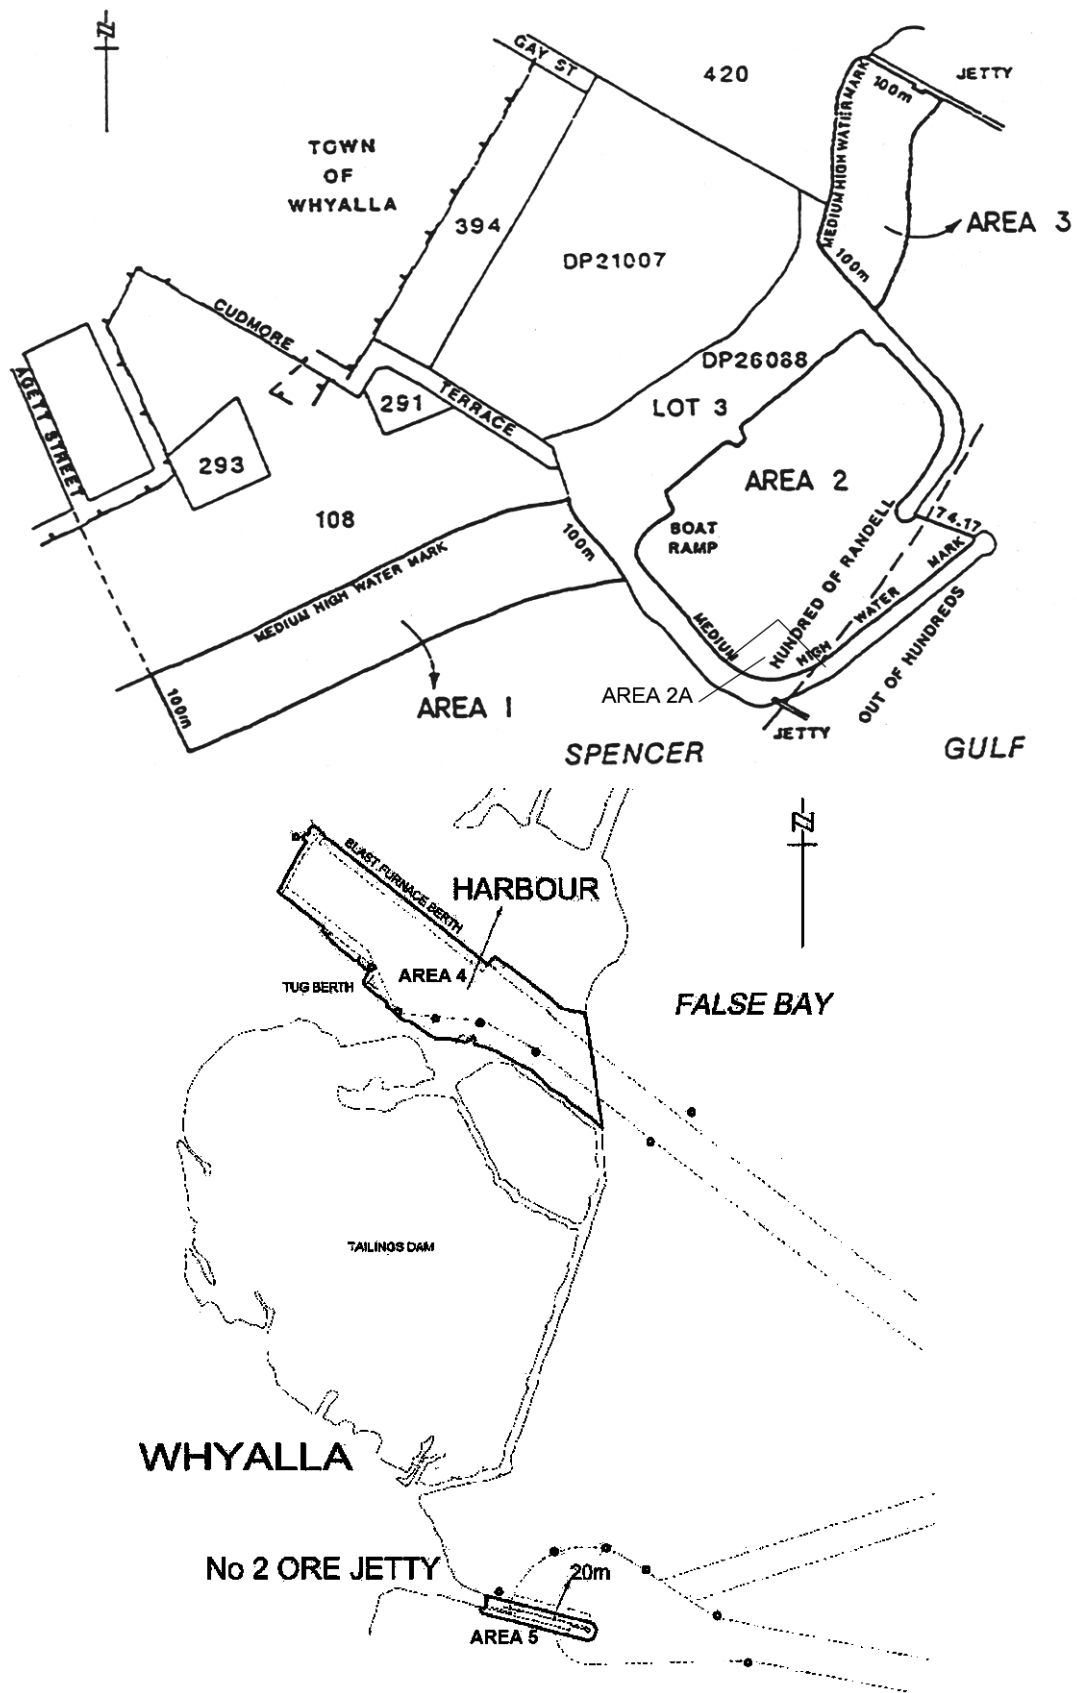 N
GAY ST
420
JETTY
100m
MEDIUM HIGH WATER MARK
TOWN
OF
WHYALLA
394
DP21007
AREA 3
100m
CUDMORE
AGETT STREET
291
TERRACE
DP26088
LOT 3
293
108
AREA 2
BOAT
RAMP
100m
MEDIUM HIGH WATER MARK
HUNDRED OF RANDELL
174.17
MEDIUM HIGH WATER MARK
OUT OF HUNDREDS
100m
AREA 1
AREA 2A
JETTY
SPENCER GULF
N
BLAST FURNACE BERTH
HARBOUR
AREA 4
TUG BERTH
FALSE BAY
TAILINGS DAM
WHYALLA
No 2 ORE JETTY
20m
AREA 5